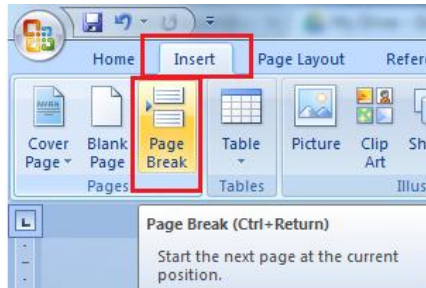 Home Insert Page Layout Refere
Cover Page Blank Page Page Break Table Picture Clip Art Sh
Pages Tables Illus
L
Page Break (Ctrl+Return)
Start the next page at the current
position.